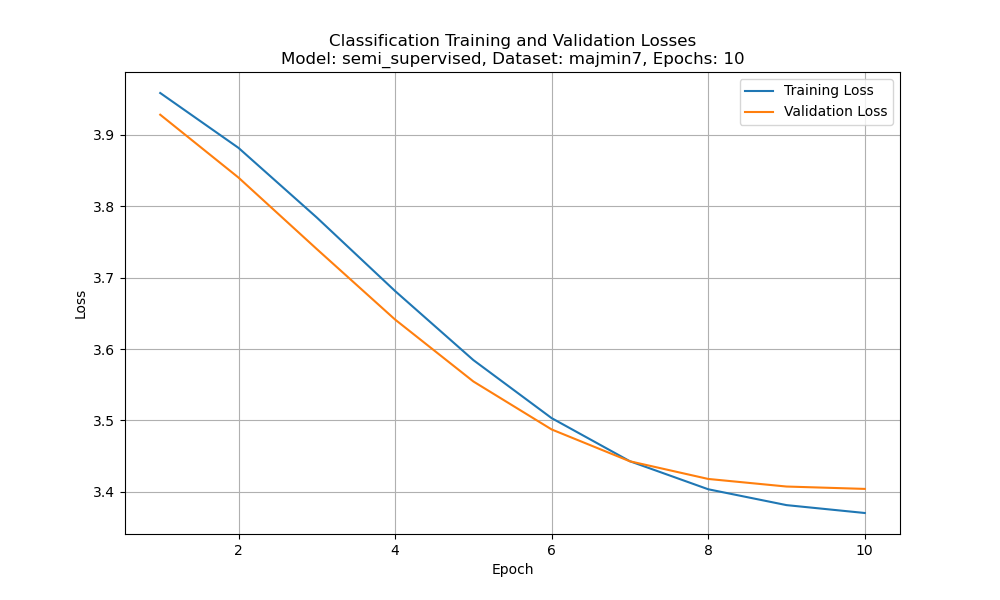 Classification Training and Validation Losses
Model: semi_supervised, Dataset: majmin7, Epochs: 10
Training Loss
Validation Loss
3.9
3.8
3.7
3.6
3.5
3.4
Loss
2 4 6 8 10
Epoch